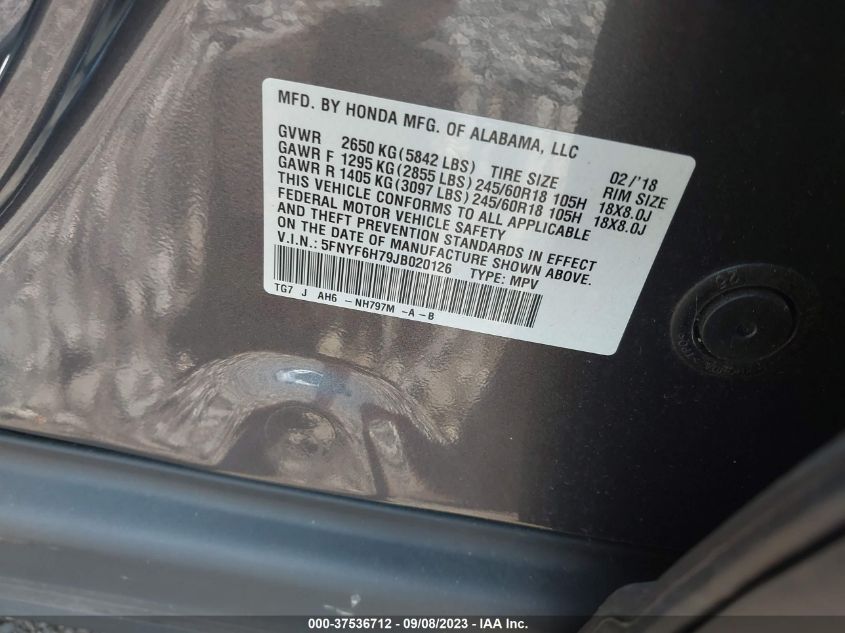 MFD. BY HONDA MFG. OF ALABAMA, LLC
GVWR 2650 KG (5842 LBS) TIRE SIZE 02/'18 RIM SIZE
GAWR F 1295 KG (2855 LBS) 245/60R18 105H 18X8.0J
GAWR R 1405 KG (3097 LBS) 245/60R18 105H 18X8.0J
THIS VEHICLE CONFORMS TO ALL APPLICABLE
FEDERAL MOTOR VEHICLE SAFETY
AND THEFT PREVENTION STANDARDS IN EFFECT
ON THE DATE OF MANUFACTURE SHOWN ABOVE.
V.I.N.: 5FNYF6H79JB020126 TYPE: MPV
TG7 J AH6 - NH797M - A - B
000-37536712 - 09/08/2023 - IAA Inc.